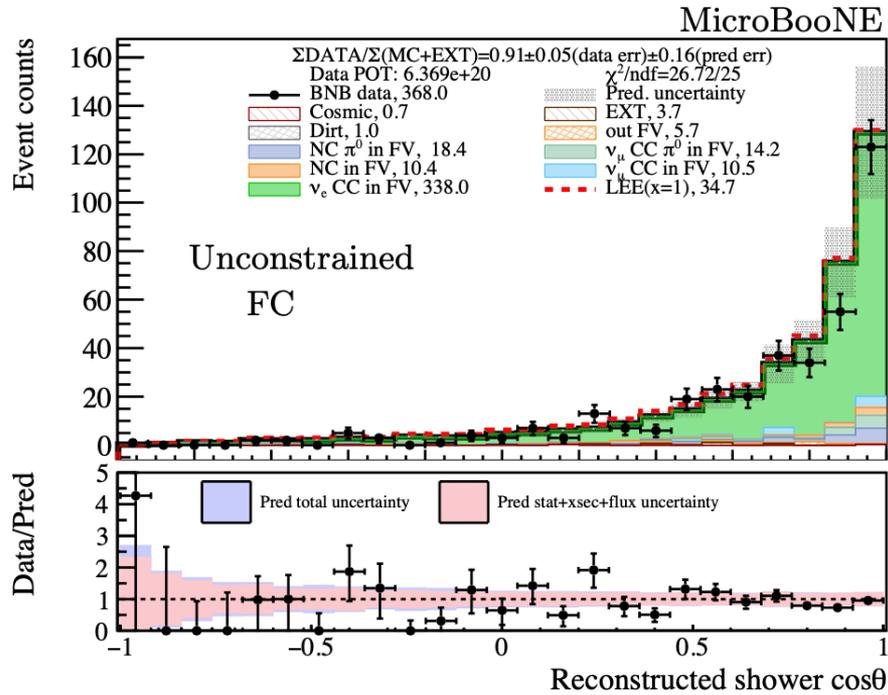 MicroBooNE
ΣDATA/Σ(MC+EXT)=0.91±0.05(data err)±0.16(pred err)
Data POT: 6.369e+20 χ²/ndf=26.72/25
BNB data, 368.0 Pred. uncertainty
Cosmic, 0.7 EXT, 3.7
Dirt, 1.0 out FV, 5.7
NC π⁰ in FV, 18.4 ν_μ CC π⁰ in FV, 14.2
NC in FV, 10.4 ν_μ CC in FV, 10.5
ν_e CC in FV, 338.0 LEE(x=1), 34.7
Unconstrained
FC
Event counts
160
140
120
100
80
60
40
20
0
Data/Pred
Pred total uncertainty Pred stat+xsec+flux uncertainty
5
4
3
2
1
0
−1 −0.5 0 0.5 1
Reconstructed shower cosθ